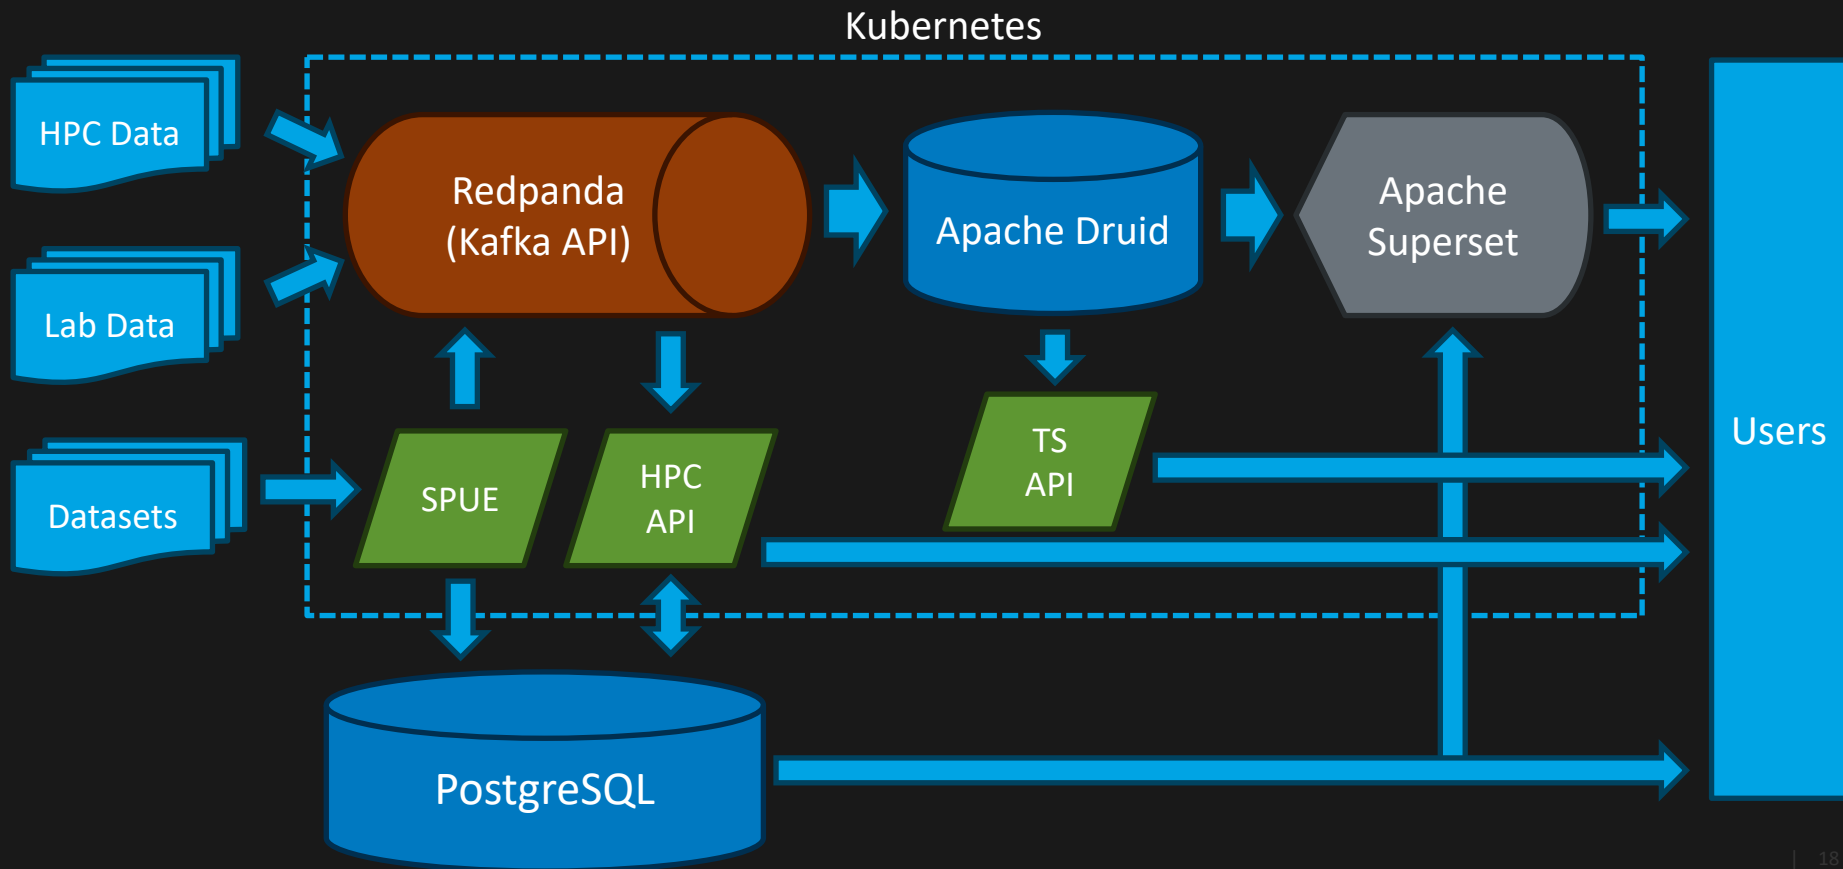 Kubernetes
HPC Data
Redpanda
(Kafka API)
Apache Druid
Apache
Superset
Lab Data
Users
Datasets
SPUE
HPC
API
TS
API
PostgreSQL
| 18